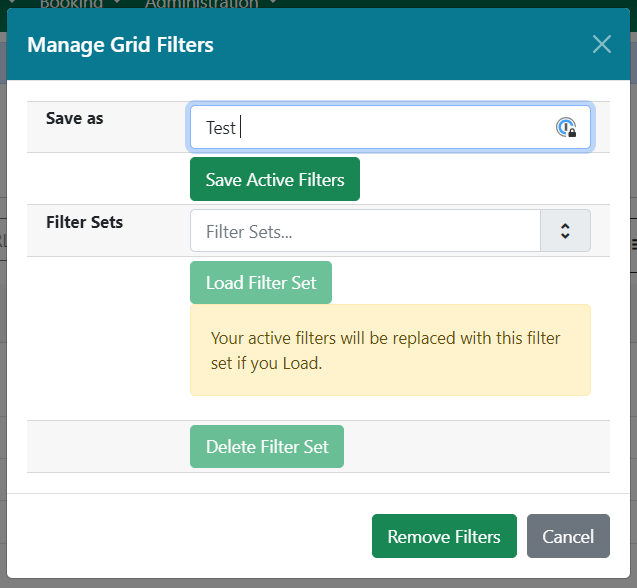 Booking Administration
Manage Grid Filters
Save as
Test
Save Active Filters
Filter Sets
Filter Sets...
Load Filter Set
Your active filters will be replaced with this filter
set if you Load.
Delete Filter Set
Remove Filters
Cancel